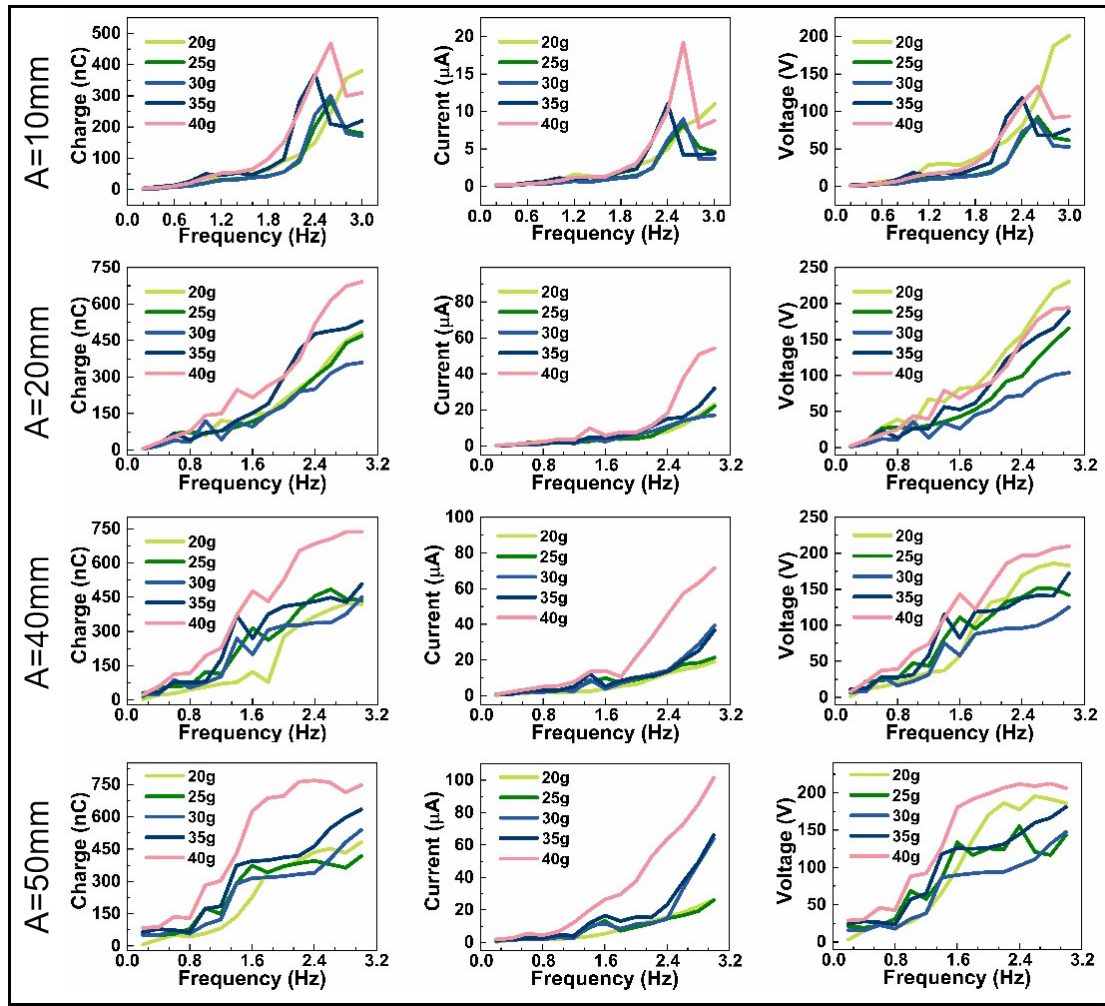 A=10mm
Charge (nC)
500
400
300
200
100
0
20g
25g
30g
35g
40g
0.0 0.6 1.2 1.8 2.4 3.0
Frequency (Hz)
Current (μA)
20
15
10
5
0
20g
25g
30g
35g
40g
0.0 0.6 1.2 1.8 2.4 3.0
Frequency (Hz)
Voltage (V)
200
150
100
50
0
20g
25g
30g
35g
40g
0.0 0.6 1.2 1.8 2.4 3.0
Frequency (Hz)
A=20mm
Charge (nC)
750
600
450
300
150
0
20g
25g
30g
35g
40g
0.0 0.8 1.6 2.4 3.2
Frequency (Hz)
Current (μA)
80
60
40
20
0
20g
25g
30g
35g
40g
0.0 0.8 1.6 2.4 3.2
Frequency (Hz)
Voltage (V)
250
200
150
100
50
0
20g
25g
30g
35g
40g
0.0 0.8 1.6 2.4 3.2
Frequency (Hz)
A=40mm
Charge (nC)
750
600
450
300
150
0
20g
25g
30g
35g
40g
0.0 0.8 1.6 2.4 3.2
Frequency (Hz)
Current (μA)
100
80
60
40
20
0
20g
25g
30g
35g
40g
0.0 0.8 1.6 2.4 3.2
Frequency (Hz)
Voltage (V)
250
200
150
100
50
0
20g
25g
30g
35g
40g
0.0 0.8 1.6 2.4 3.2
Frequency (Hz)
A=50mm
Charge (nC)
750
600
450
300
150
0
20g
25g
30g
35g
40g
0.0 0.8 1.6 2.4 3.2
Frequency (Hz)
Current (μA)
100
80
60
40
20
0
20g
25g
30g
35g
40g
0.0 0.8 1.6 2.4 3.2
Frequency (Hz)
Voltage (V)
200
150
100
50
0
20g
25g
30g
35g
40g
0.0 0.8 1.6 2.4 3.2
Frequency (Hz)